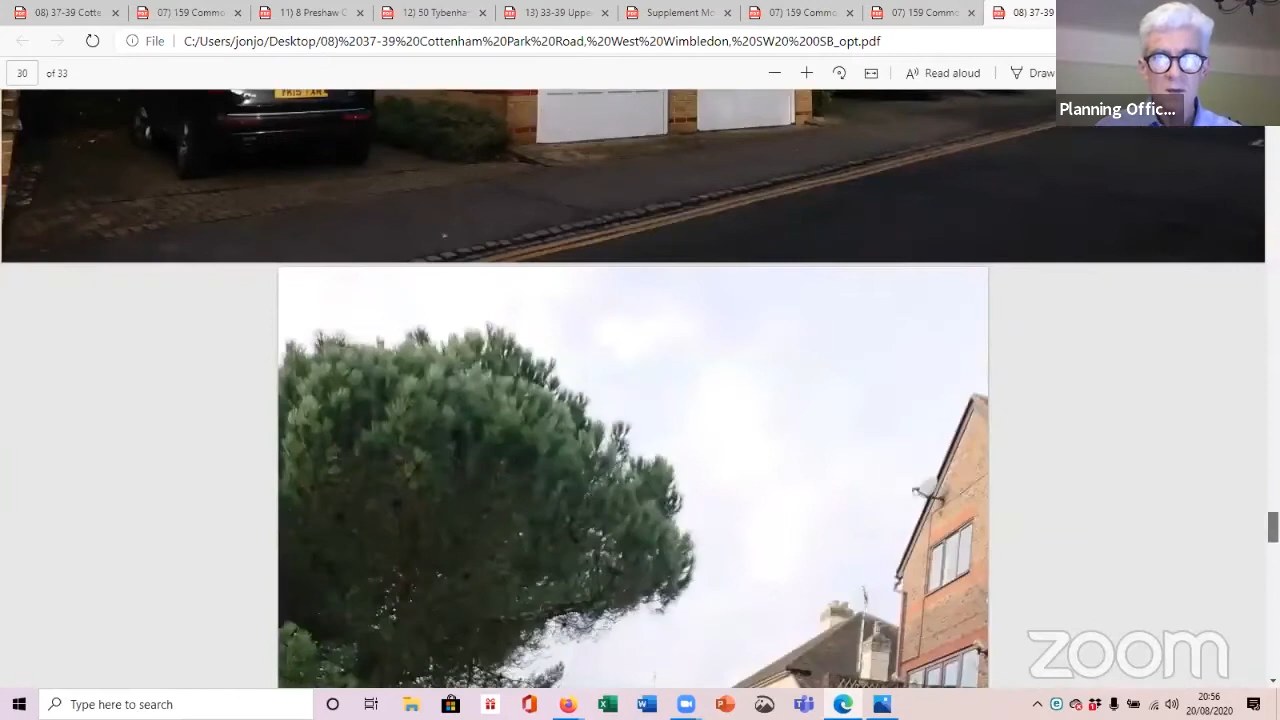 08) 37-39 Cotte
07) 159 Commo
11) 8 Preshaw C
12) 50 Tybenha
13) 33-39 Uppe
Supplement Mo
07) 159 Commo
07) 159 Commo
08) 37-39
File
C:/Users/jonjo/Desktop/08)%2037-39%20Cottenham%20Park%20Road,%20West%20Wimbledon,%20SW20%200SB_opt.pdf
30 of 33
Read aloud
Draw
Planning Offic...
zoom
Type here to search
20:56
20/08/2020